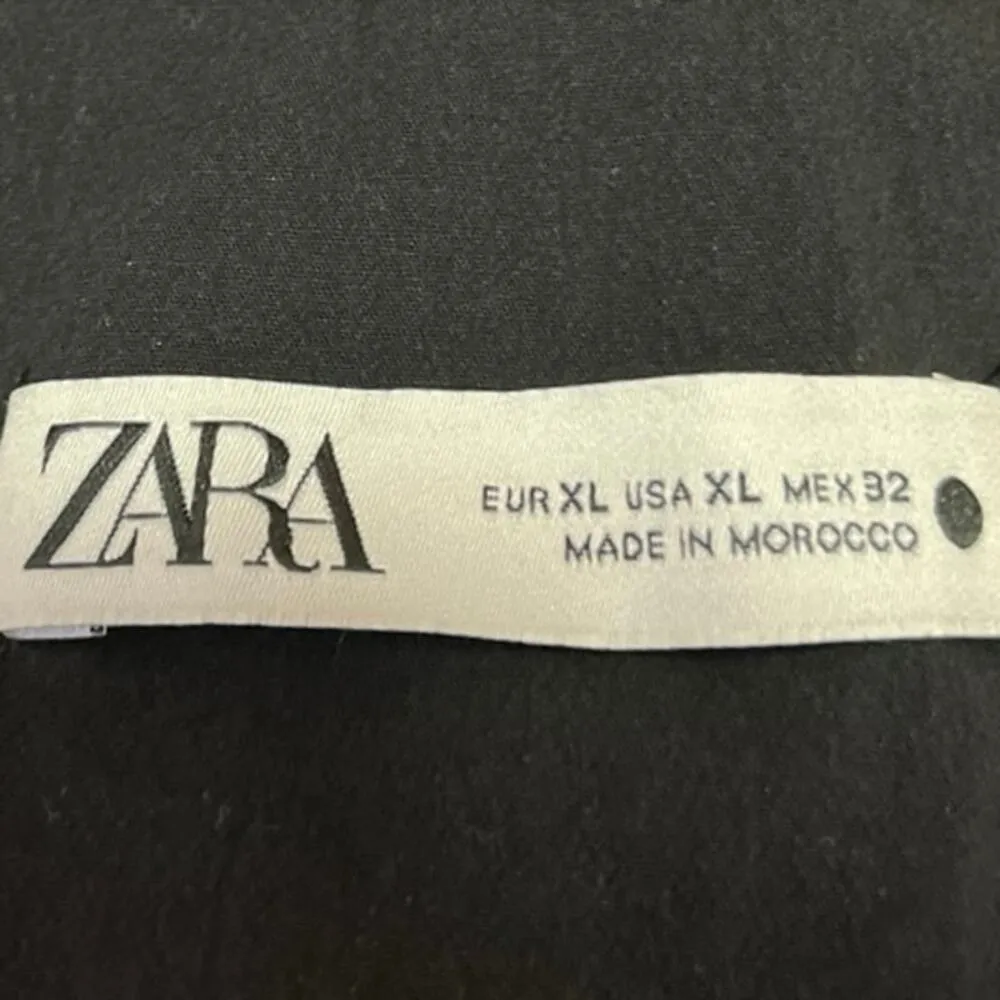 ZARA
EUR XL USA XL MEX 32
MADE IN MOROCCO